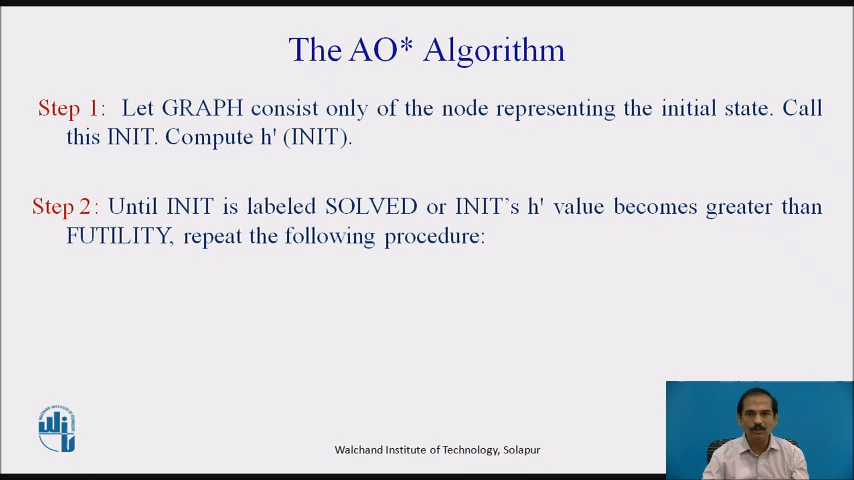 The AO* Algorithm
Step 1: Let GRAPH consist only of the node representing the initial state. Call
this INIT. Compute h' (INIT).
Step 2: Until INIT is labeled SOLVED or INIT’s h' value becomes greater than
FUTILITY, repeat the following procedure:
Walchand Institute of Technology, Solapur